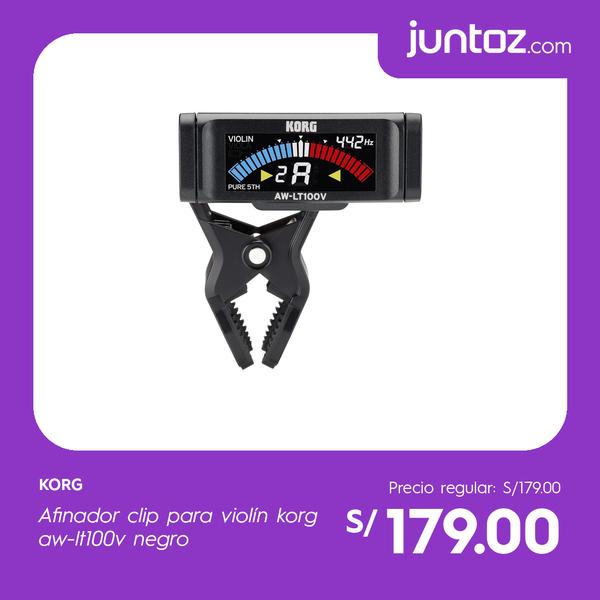 juntoz.com
KORG
VIOLIN
442Hz
2A
PURE 5TH
AW-LT100V
KORG
Afinador clip para violín korg
aw-lt100v negro
Precio regular: S/179.00
S/179.00